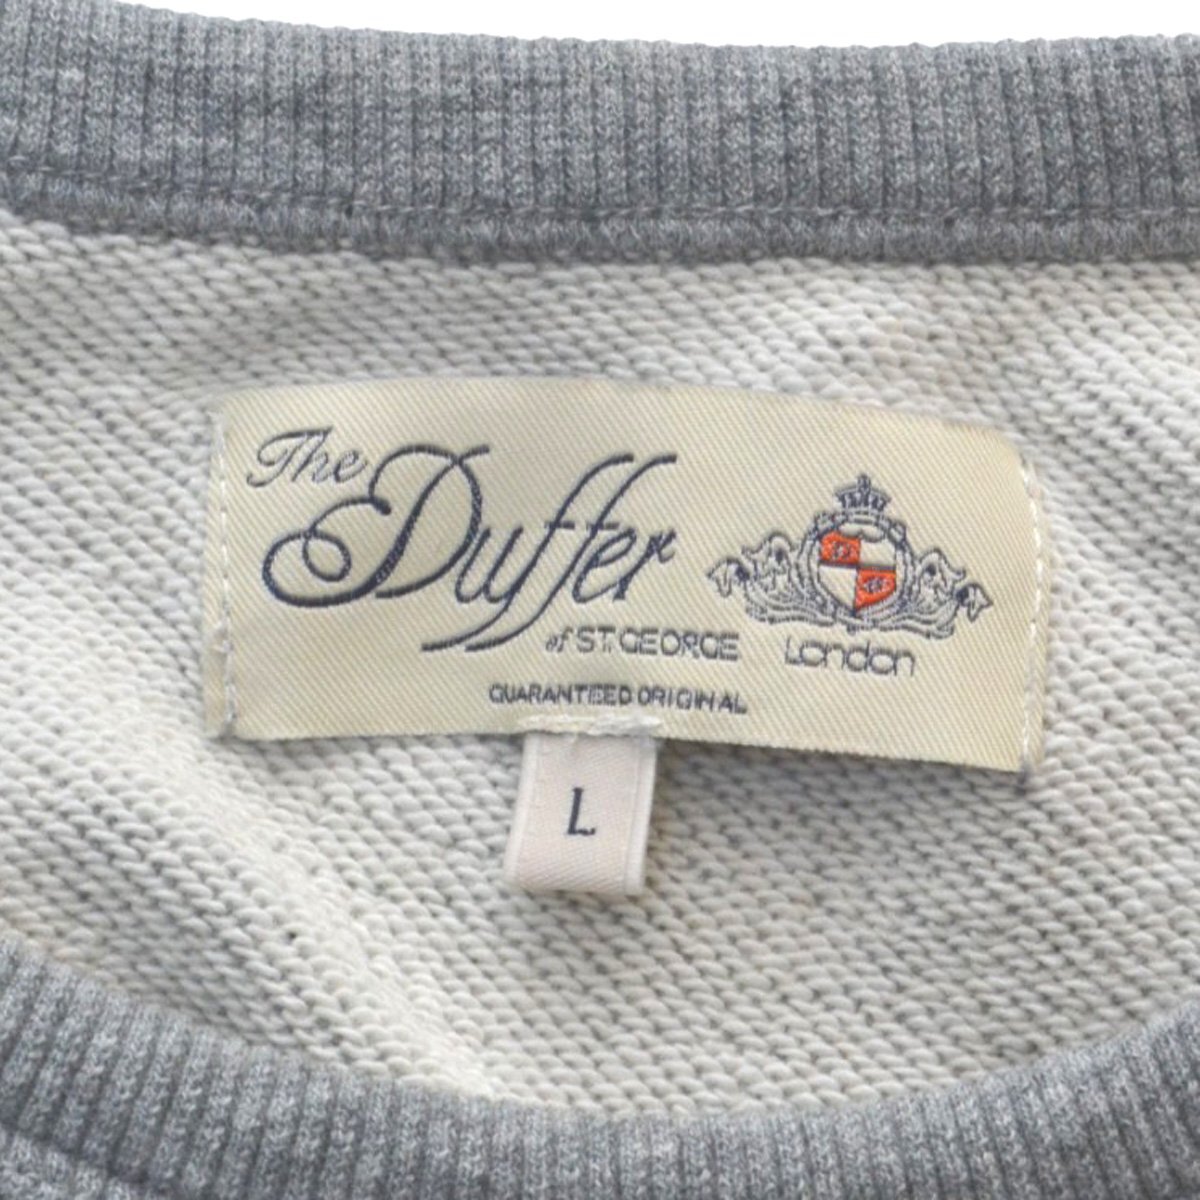 The Duffer
of ST. GEORGE
London
GUARANTEED ORIGINAL
L